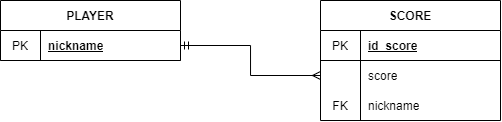 PLAYER
PK nickname
SCORE
PK id_score
score
FK nickname